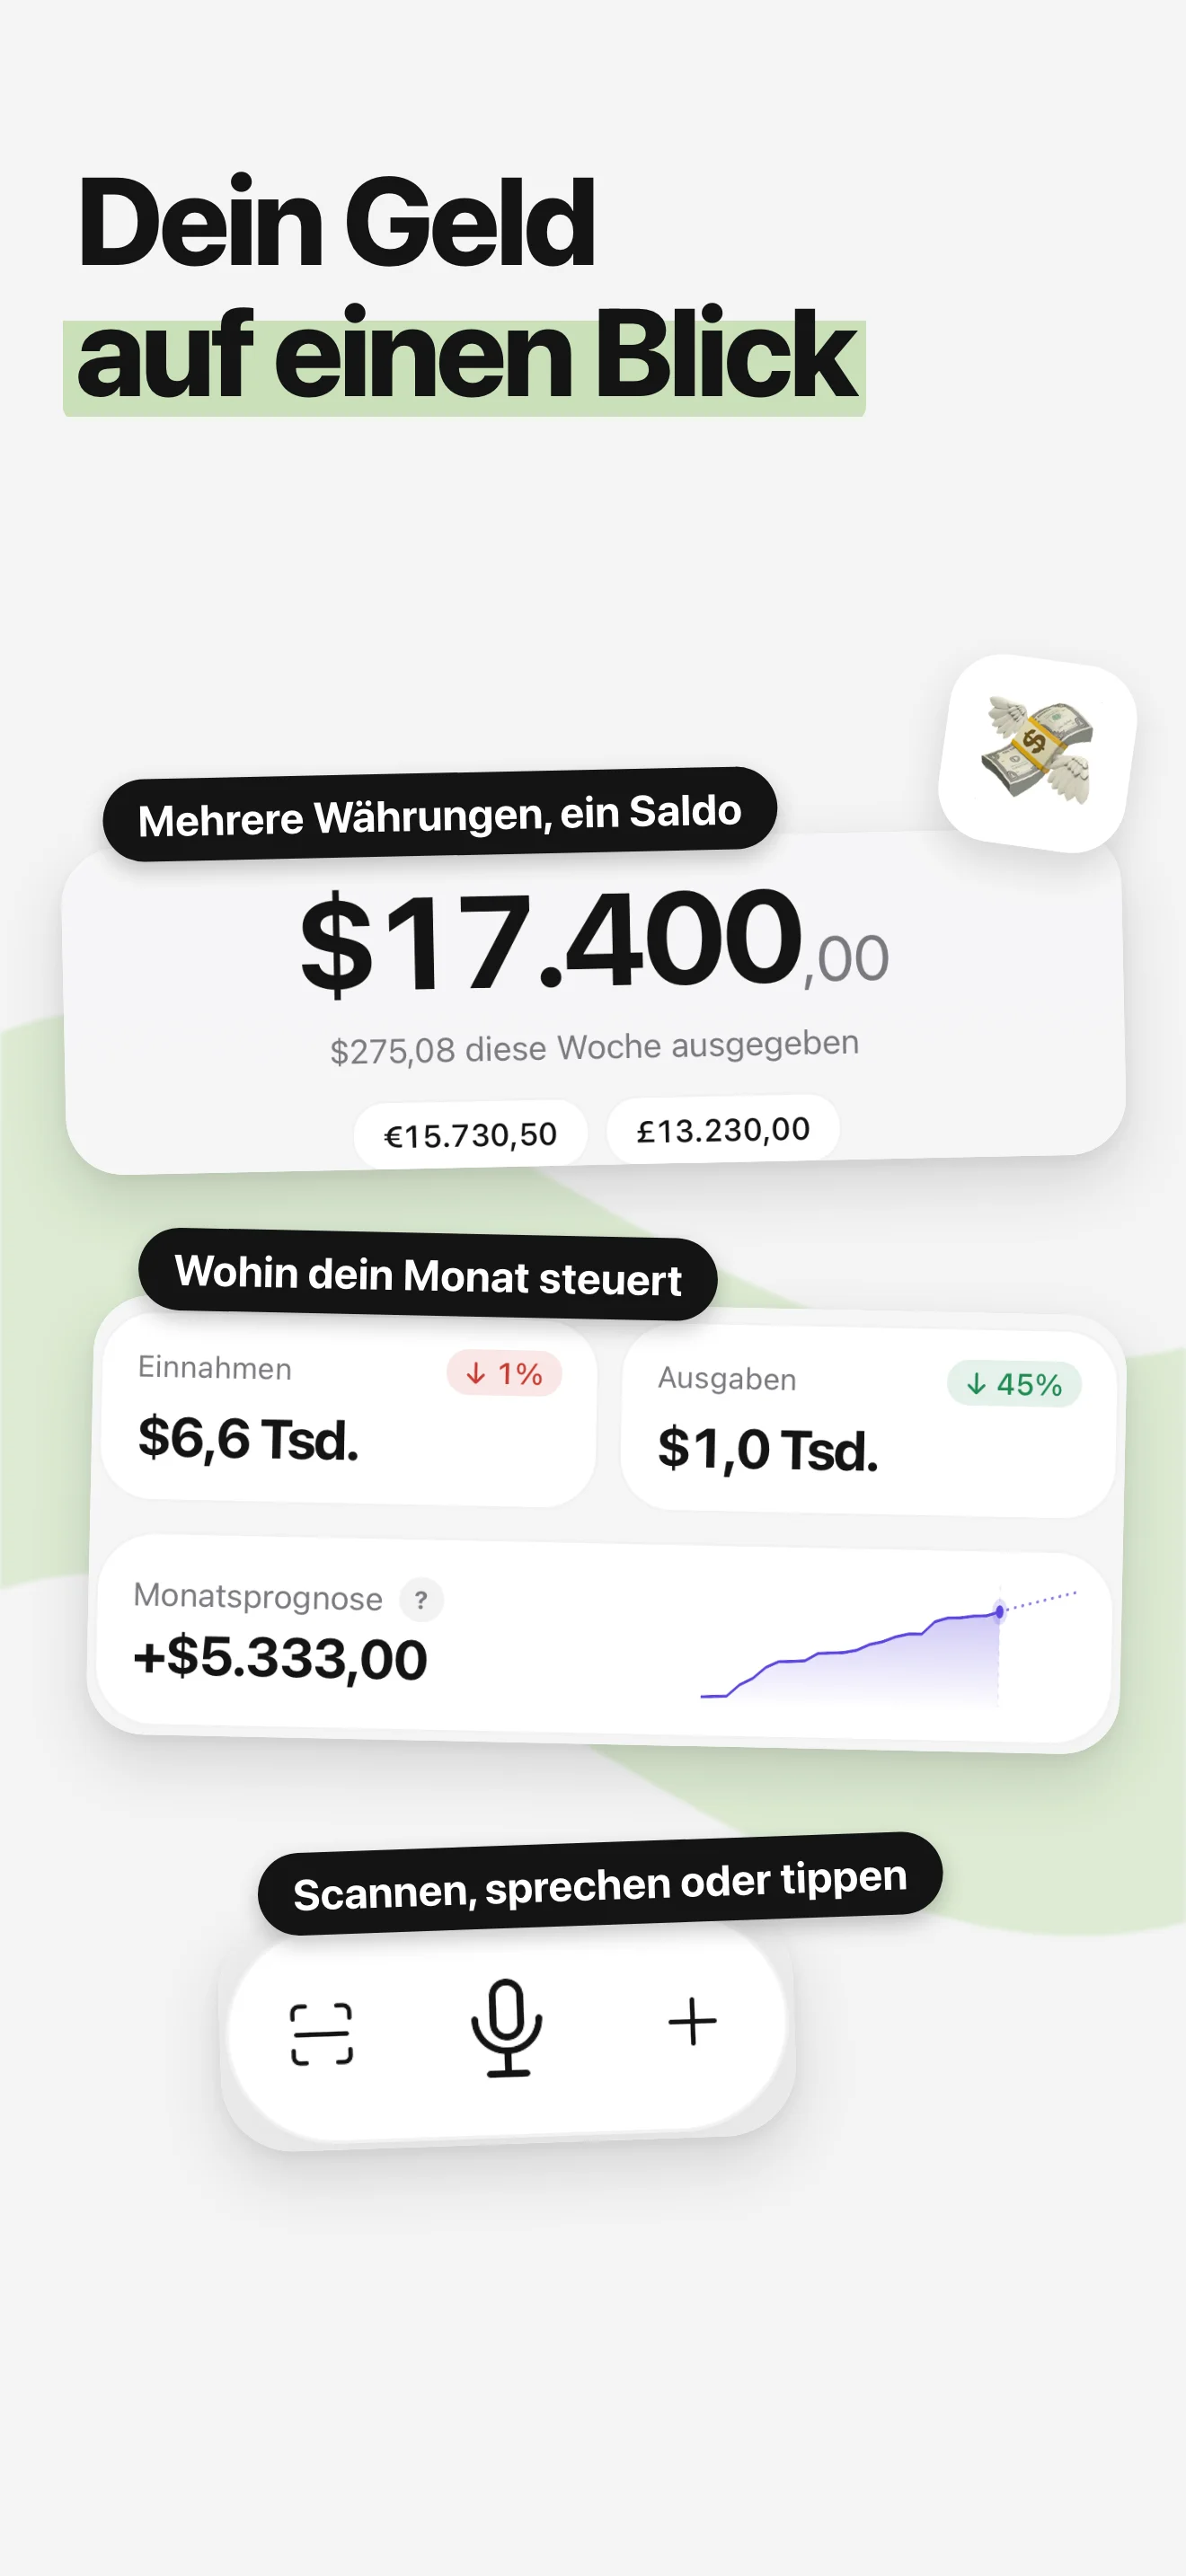 Dein Geld
auf einen Blick
Mehrere Währungen, ein Saldo
$17.400,00
$275,08 diese Woche ausgegeben
€15.730,50 £13.230,00
Wohin dein Monat steuert
Einnahmen ↓ 1% Ausgaben ↓ 45%
$6,6 Tsd. $1,0 Tsd.
Monatsprognose ?
+$5.333,00
Scannen, sprechen oder tippen